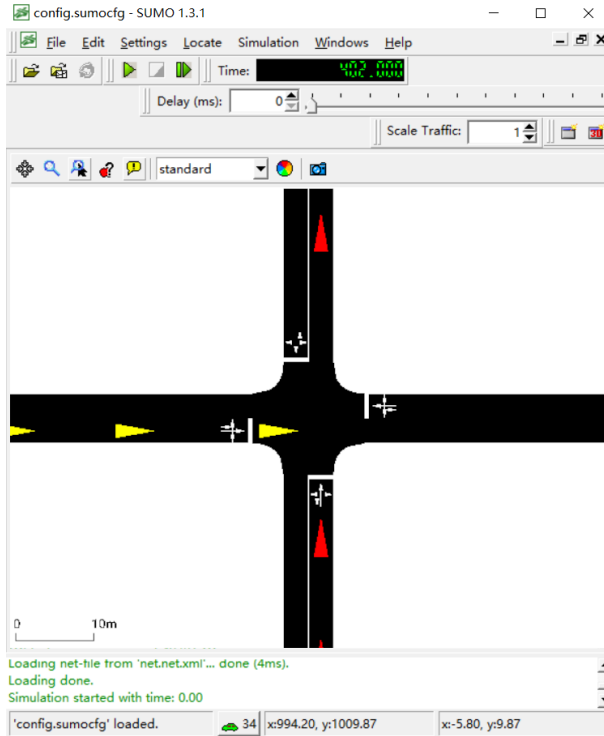 config.sumocfg - SUMO 1.3.1
File Edit Settings Locate Simulation Windows Help
Time: 402.000
Delay (ms): 0
Scale Traffic: 1
standard
0 10m
Loading net-file from 'net.net.xml'... done (4ms).
Loading done.
Simulation started with time: 0.00
'config.sumocfg' loaded. 34 x:994.20, y:1009.87 x:-5.80, y:9.87